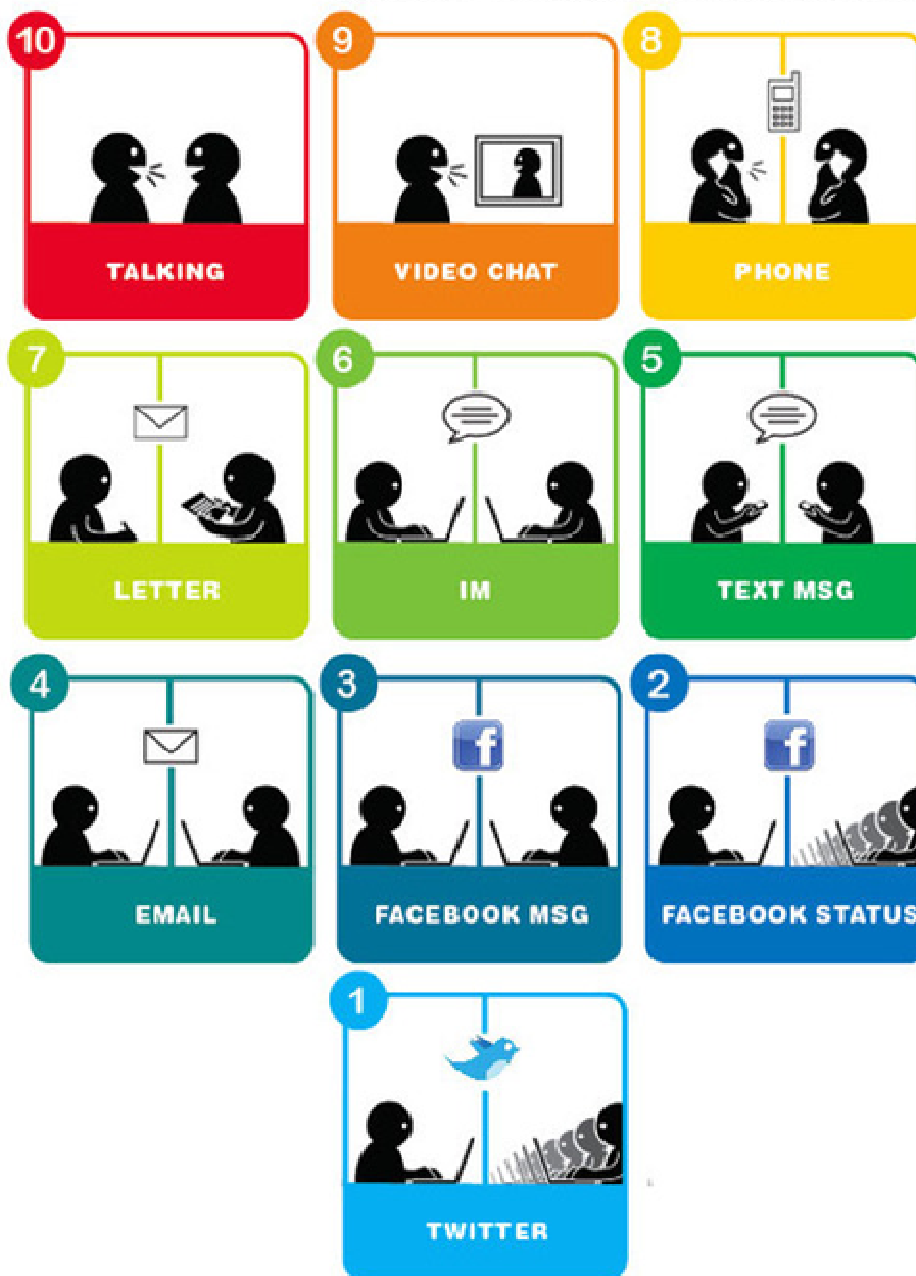 10
TALKING
9
VIDEO CHAT
8
PHONE
7
LETTER
6
IM
5
TEXT MSG
4
EMAIL
3
f
FACEBOOK MSG
2
f
FACEBOOK STATUS
1
TWITTER